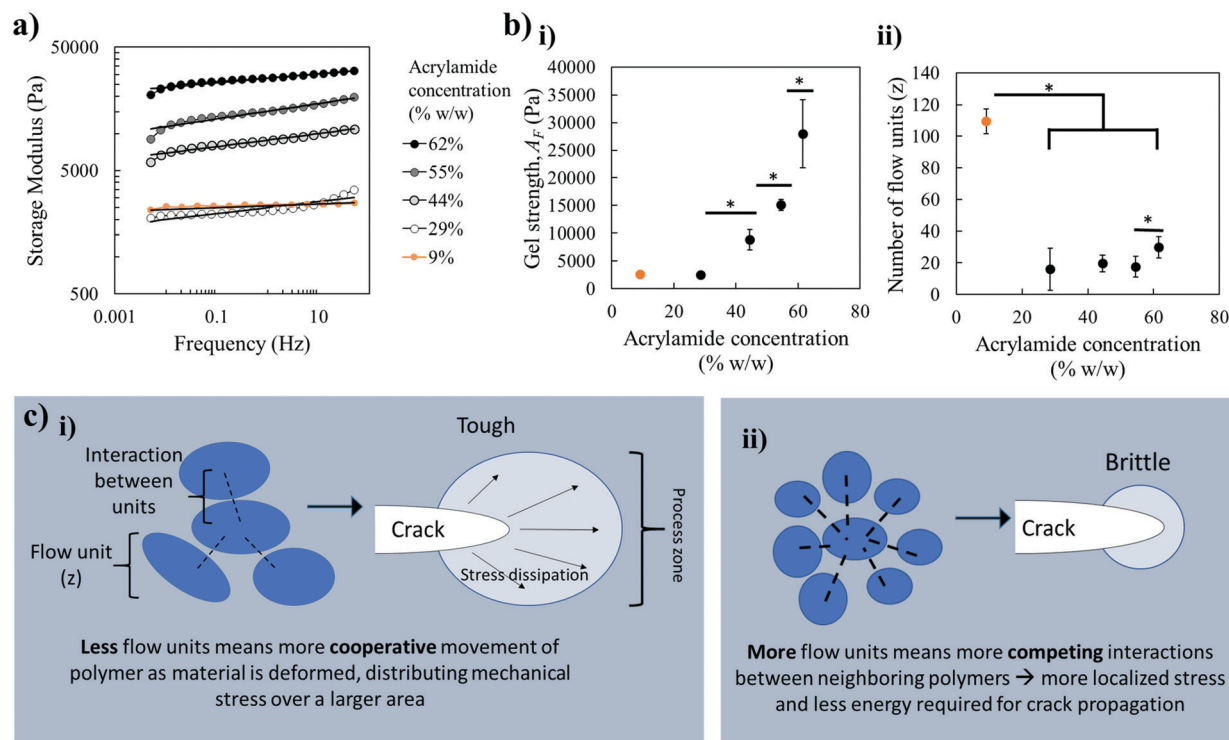 a)
50000
5000
500
Storage Modulus (Pa)
0.001
0.1
10
Frequency (Hz)
Acrylamide
concentration
(% w/w)
62%
55%
44%
29%
9%
b)
i)
40000
35000
30000
25000
20000
15000
10000
5000
0
Gel strength, A_F (Pa)
*
*
*
0
20
40
60
80
Acrylamide concentration
(% w/w)
ii)
140
120
100
80
60
40
20
0
Number of flow units (z)
*
*
0
20
40
60
80
Acrylamide concentration
(% w/w)
c)
i)
Interaction
between
units
Flow unit
(z)
Tough
Crack
Stress dissipation
Process zone
Less flow units means more cooperative movement of
polymer as material is deformed, distributing mechanical
stress over a larger area
ii)
Brittle
Crack
More flow units means more competing interactions
between neighboring polymers → more localized stress
and less energy required for crack propagation